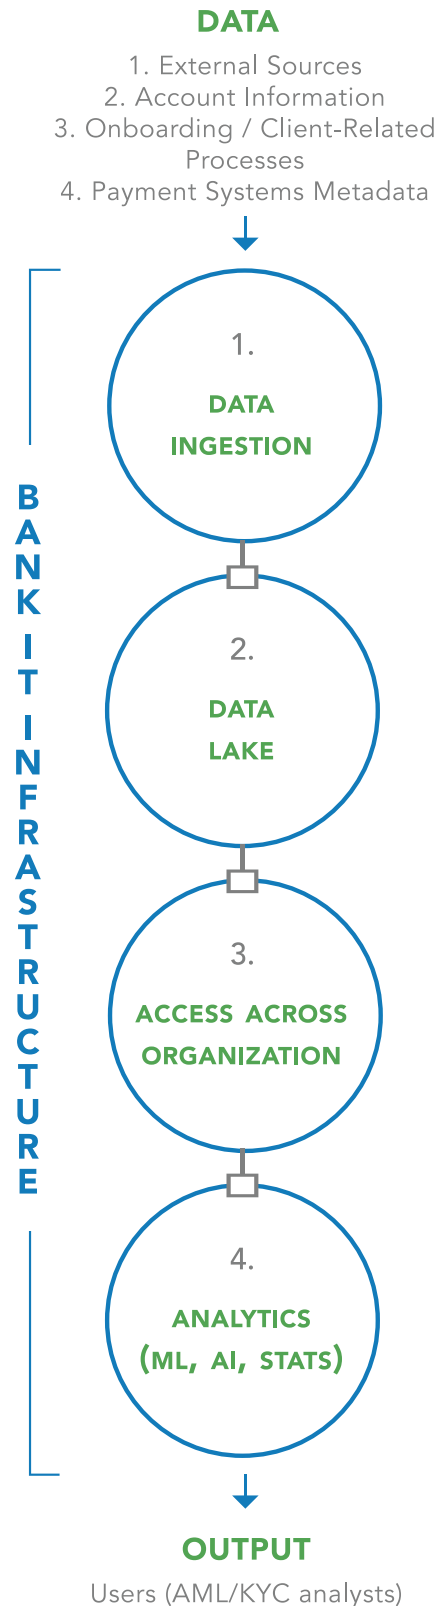 DATA
1. External Sources
2. Account Information
3. Onboarding / Client-Related
Processes
4. Payment Systems Metadata
BANK IT INFRASTRUCTURE
1.
DATA
INGESTION
2.
DATA
LAKE
3.
ACCESS ACROSS
ORGANIZATION
4.
ANALYTICS
(ML, AI, STATS)
OUTPUT
Users (AML/KYC analysts)